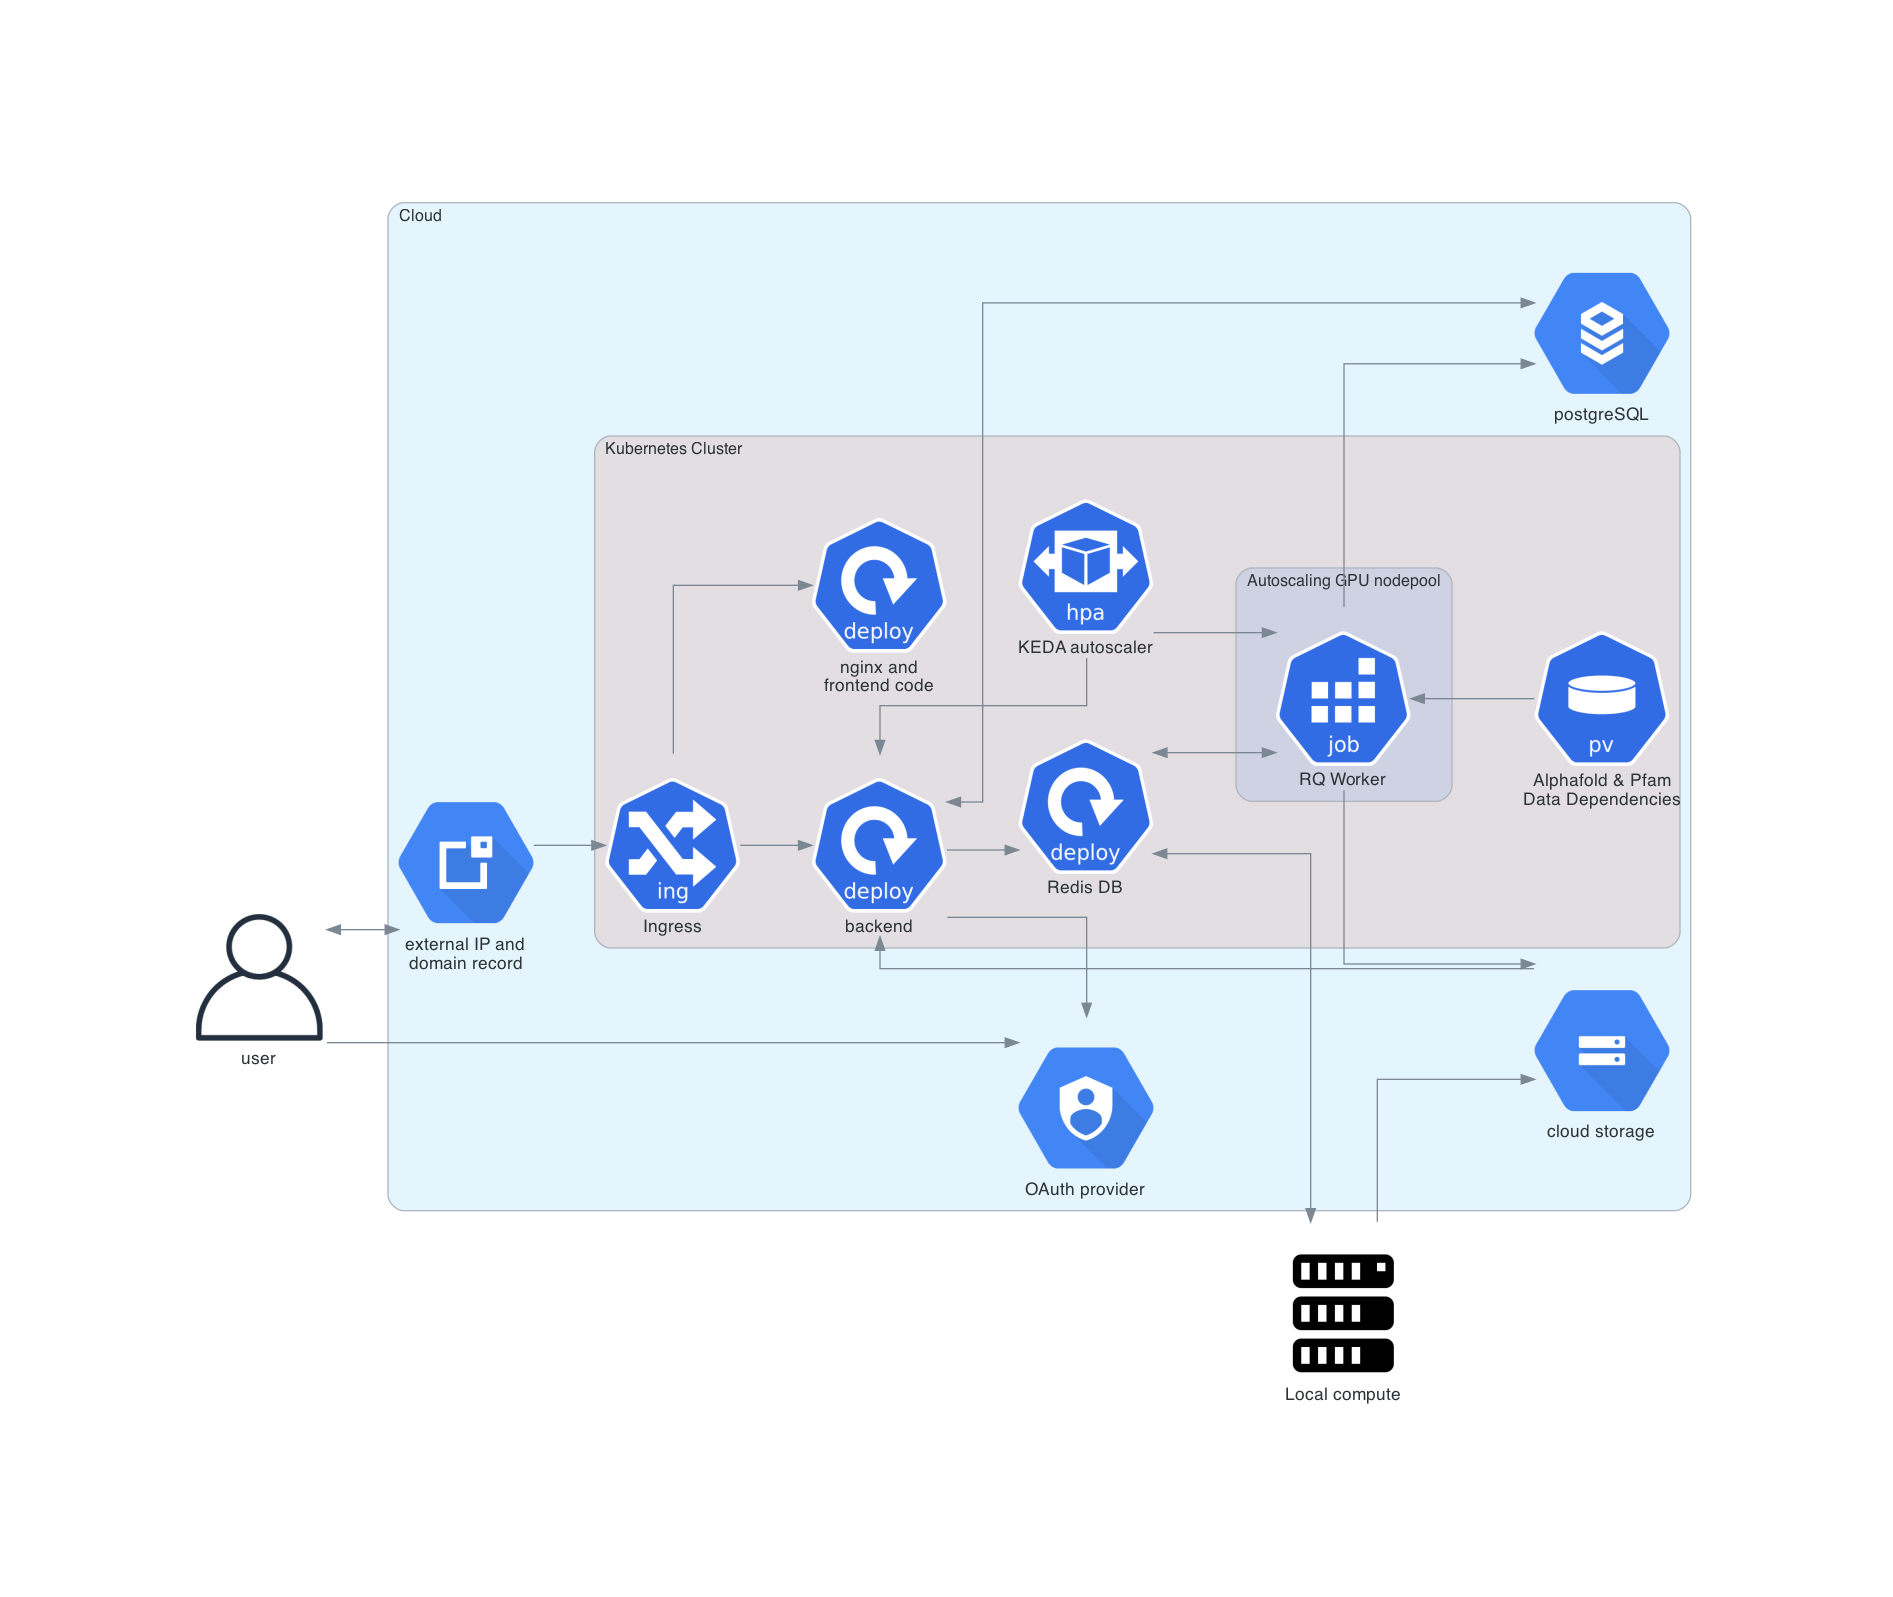 Cloud
postgreSQL
Kubernetes Cluster
hpa
KEDA autoscaler
deploy
nginx and
frontend code
Autoscaling GPU nodepool
job
RQ Worker
pv
Alphafold & Pfam
Data Dependencies
deploy
Redis DB
ing
Ingress
deploy
backend
external IP and
domain record
user
cloud storage
OAuth provider
Local compute